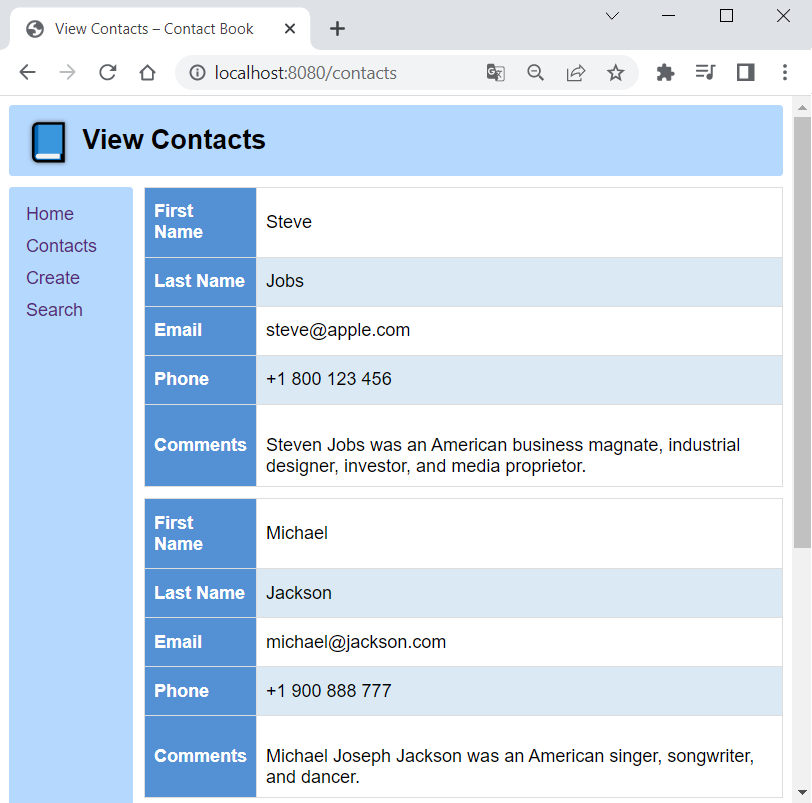 View Contacts – Contact Book
localhost:8080/contacts
View Contacts
Home
Contacts
Create
Search
First
Name
Steve
Last Name
Jobs
Email
steve@apple.com
Phone
+1 800 123 456
Comments
Steven Jobs was an American business magnate, industrial
designer, investor, and media proprietor.
First
Name
Michael
Last Name
Jackson
Email
michael@jackson.com
Phone
+1 900 888 777
Comments
Michael Joseph Jackson was an American singer, songwriter,
and dancer.